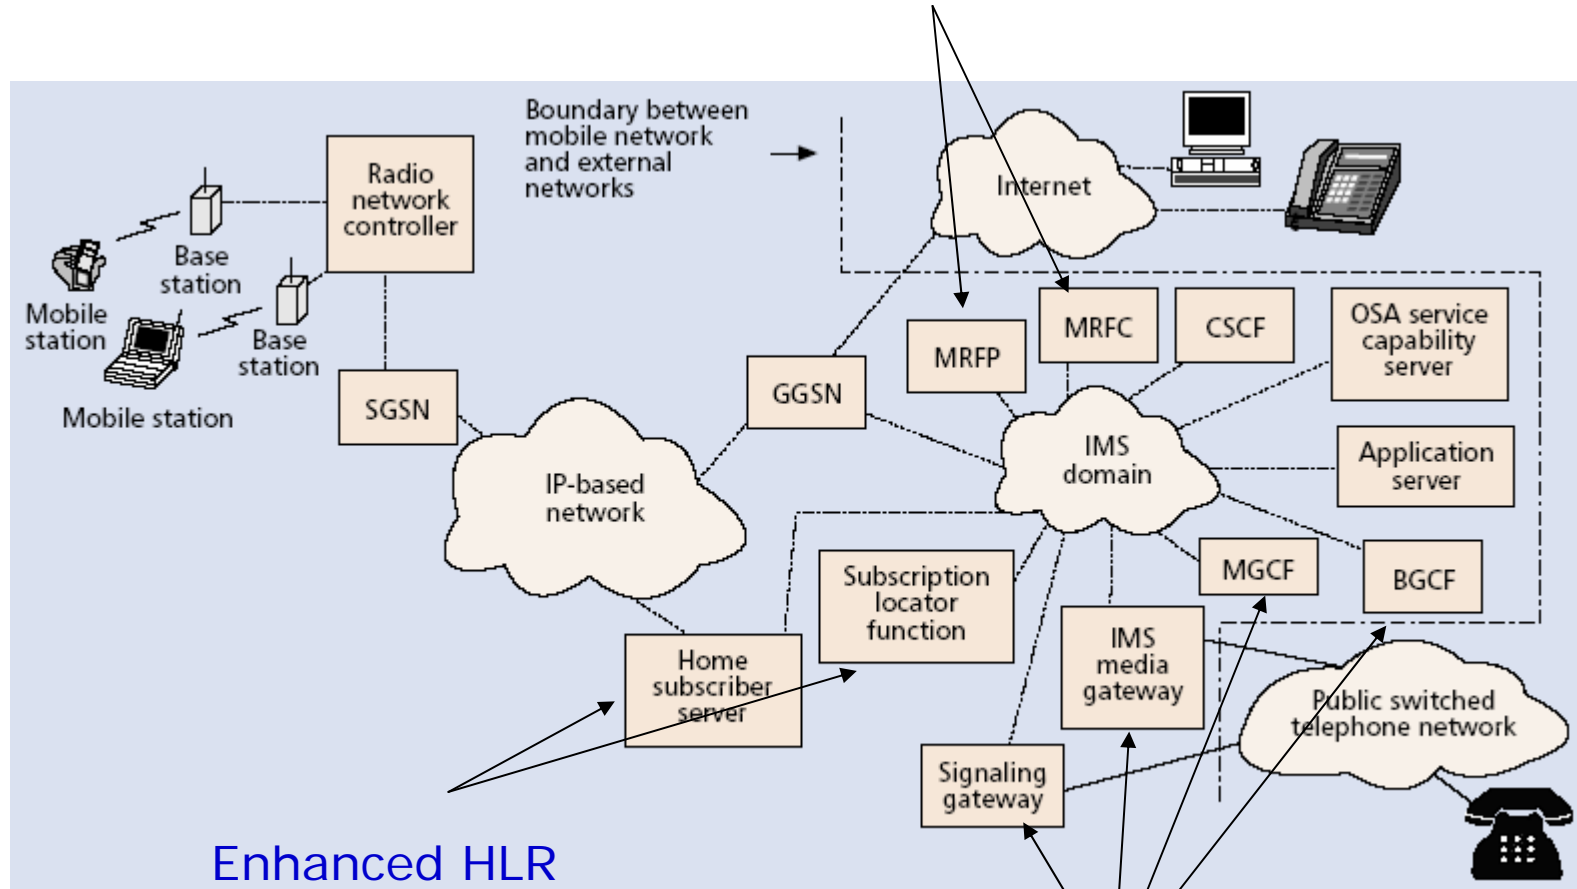 Boundary between
mobile network
and external
networks
Radio
network
controller
Internet
Base
station
Mobile
station
Base
station
Mobile station
SGSN
GGSN
MRFP
MRFC
CSCF
OSA service
capability
server
IP-based
network
IMS
domain
Application
server
Subscription
locator
function
MGCF
BGCF
Home
subscriber
server
IMS
media
gateway
Public switched
telephone network
Signaling
gateway
Enhanced HLR